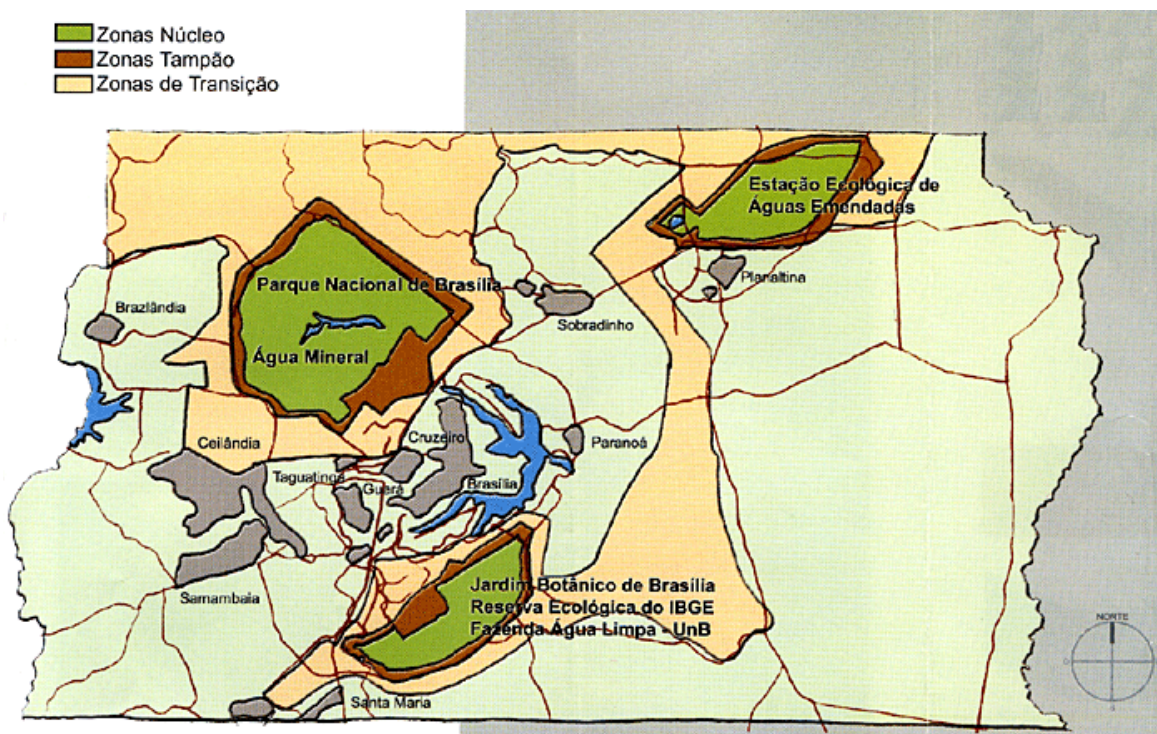 Zonas Núcleo
Zonas Tampão
Zonas de Transição
Estação Ecológica de
Águas Emendadas
Planaltina
Parque Nacional de Brasília
Brazlândia
Sobradinho
Água Mineral
Ceilândia
Cruzeiro
Paranoá
Taguatinga
Guará
Brasília
Samambaia
Jardim Botânico de Brasília
Reserva Ecológica do IBGE
Fazenda Água Limpa - UnB
Santa Maria
NORTE